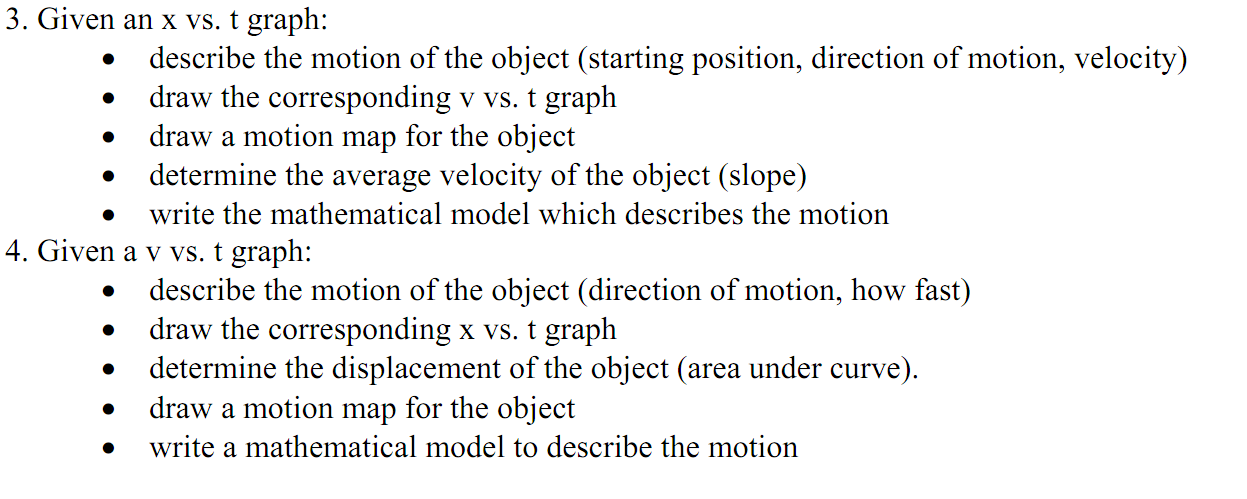 3. Given an x vs. t graph:
• describe the motion of the object (starting position, direction of motion, velocity)
• draw the corresponding v vs. t graph
• draw a motion map for the object
• determine the average velocity of the object (slope)
• write the mathematical model which describes the motion
4. Given a v vs. t graph:
• describe the motion of the object (direction of motion, how fast)
• draw the corresponding x vs. t graph
• determine the displacement of the object (area under curve).
• draw a motion map for the object
• write a mathematical model to describe the motion